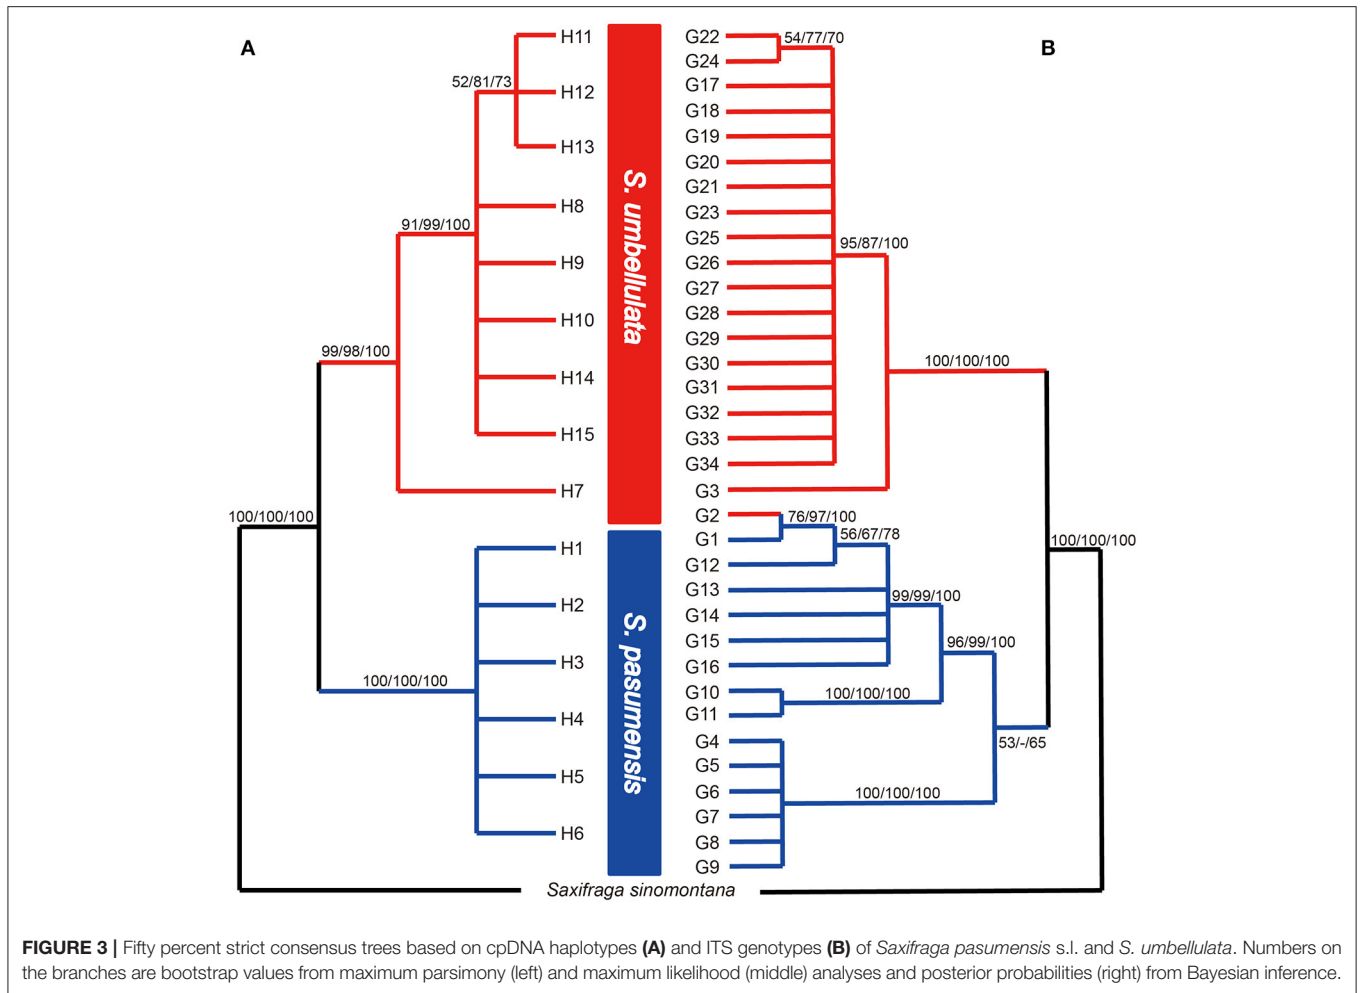 A
B
H11
52/81/73
H12
H13
H8
91/99/100
H9
H10
99/98/100
H14
H15
H7
100/100/100
H1
H2
H3
100/100/100
H4
H5
H6
S. umbellulata
S. pasumensis
G22
54/77/70
G24
G17
G18
G19
G20
G21
G23
G25
95/87/100
G26
G27
G28
G29
G30
100/100/100
G31
G32
G33
G34
G3
G2
76/97/100
G1
56/67/78
100/100/100
G12
G13
99/99/100
G14
G15
96/99/100
G16
G10
100/100/100
G11
G4
53/-/65
G5
G6
100/100/100
G7
G8
G9
Saxifraga sinomontana
FIGURE 3 | Fifty percent strict consensus trees based on cpDNA haplotypes (A) and ITS genotypes (B) of Saxifraga pasumensis s.l. and S. umbellulata. Numbers on
the branches are bootstrap values from maximum parsimony (left) and maximum likelihood (middle) analyses and posterior probabilities (right) from Bayesian inference.